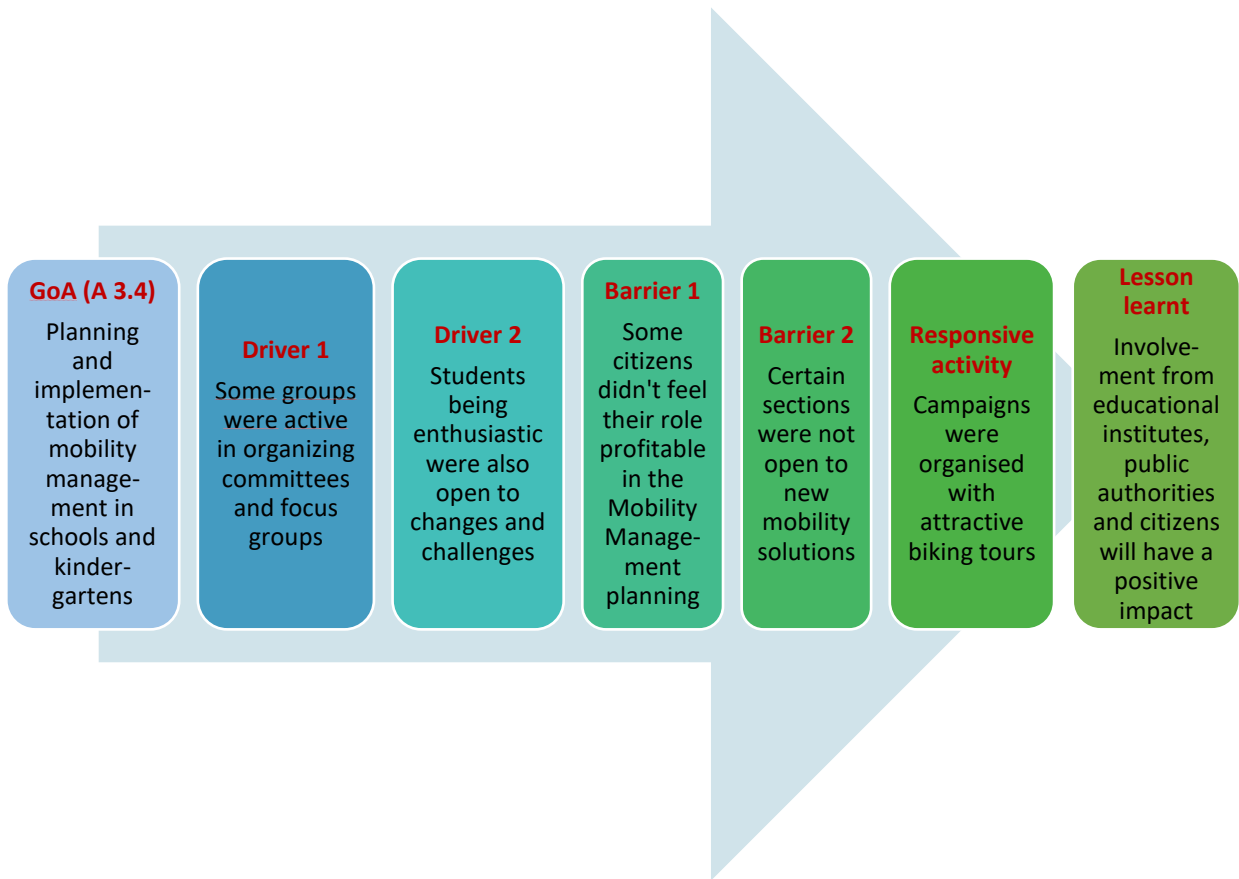 GoA (A 3.4)
Planning
and
implemen-
tation of
mobility
manage-
ment in
schools and
kinder-
gartens
Driver 1
Some groups
were active
in organizing
committees
and focus
groups
Driver 2
Students
being
enthusiastic
were also
open to
changes and
challenges
Barrier 1
Some
citizens
didn't feel
their role
profitable
in the
Mobility
Manage-
ment
planning
Barrier 2
Certain
sections
were not
open to
new
mobility
solutions
Responsive
activity
Campaigns
were
organised
with
attractive
biking tours
Lesson
learnt
Involve-
ment from
educational
institutes,
public
authorities
and citizens
will have a
positive
impact